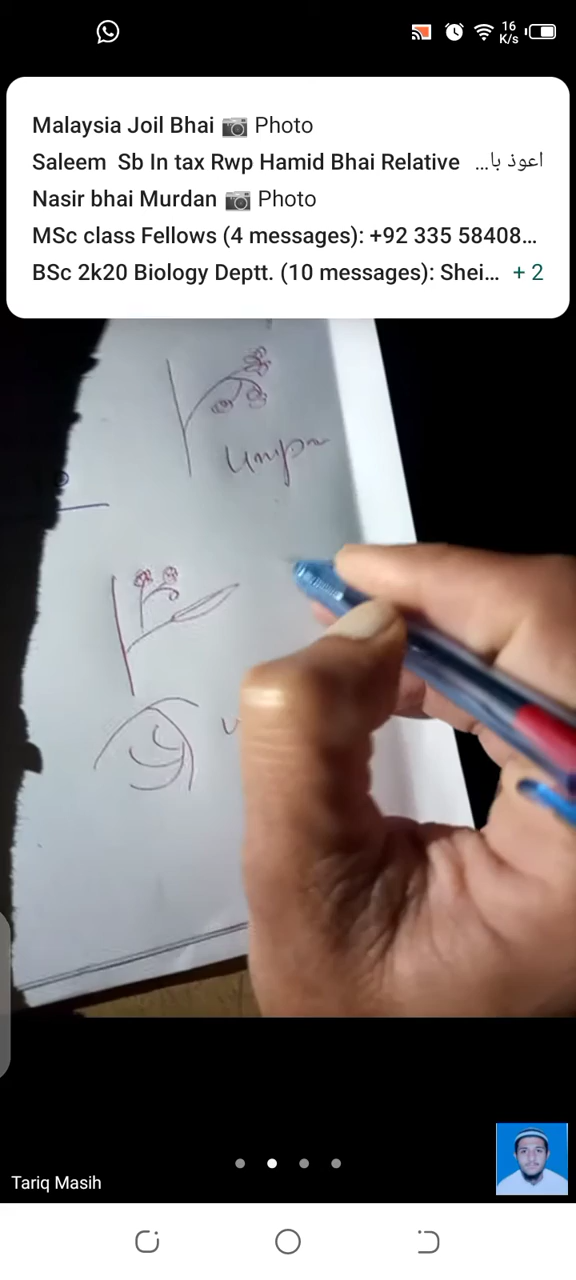 16
K/s
Malaysia Joil Bhai 📷 Photo
Saleem Sb In tax Rwp Hamid Bhai Relative اعوذ با...
Nasir bhai Murdan 📷 Photo
MSc class Fellows (4 messages): +92 335 58408...
BSc 2k20 Biology Deptt. (10 messages): Shei... + 2
Tariq Masih